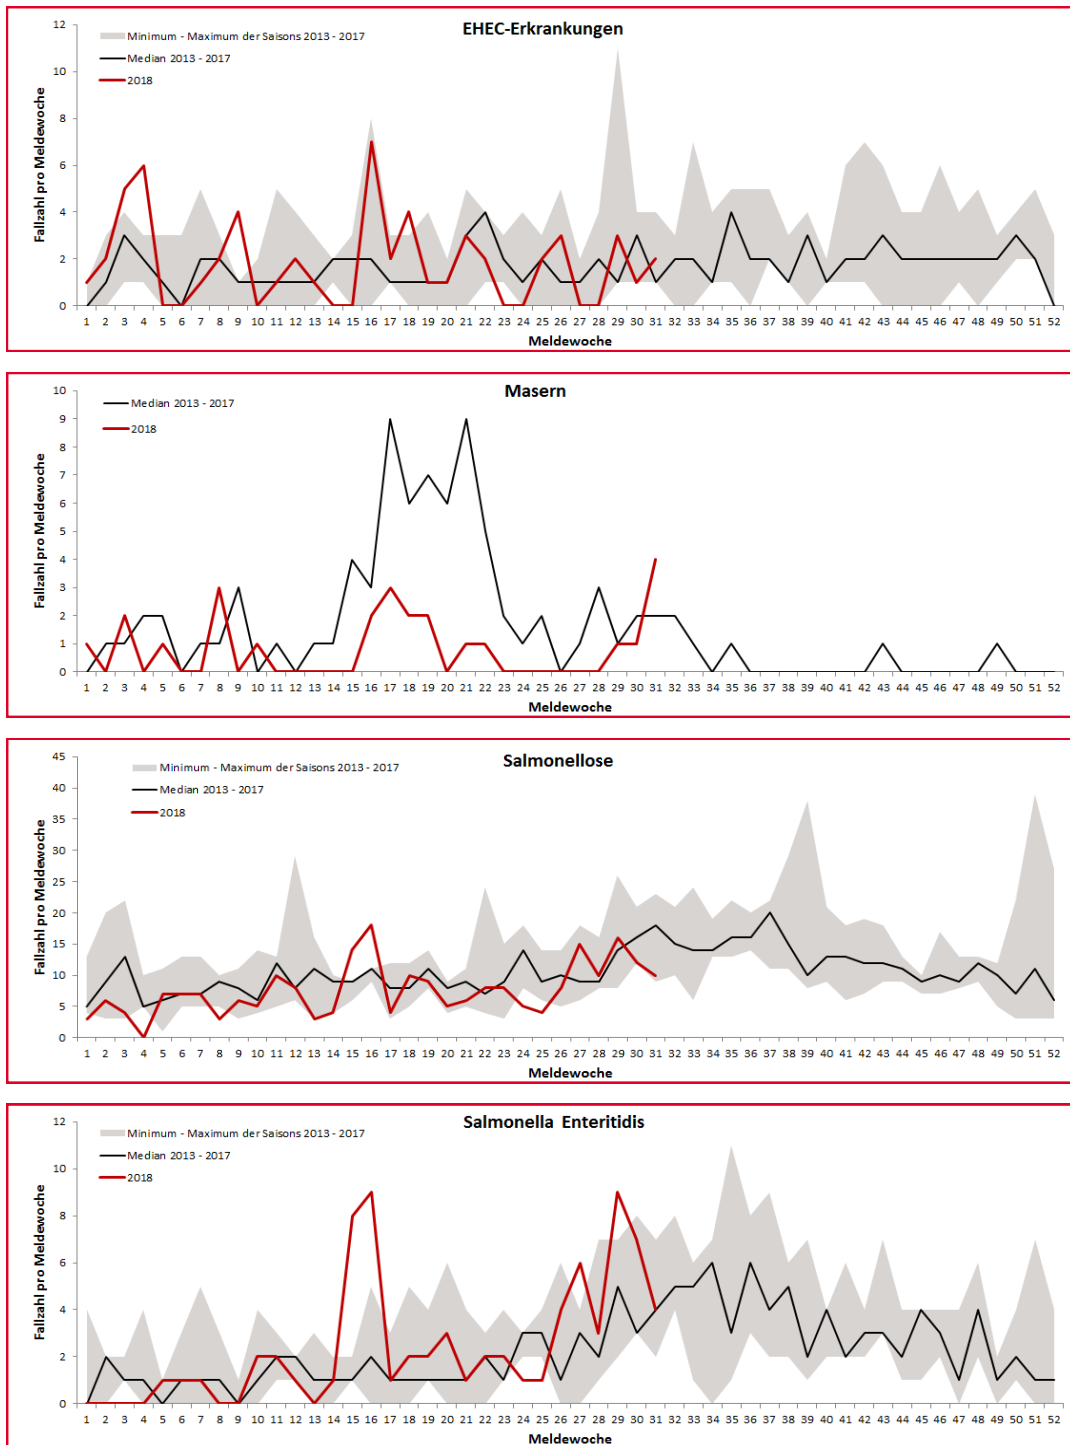 EHEC-Erkrankungen
Minimum - Maximum der Saisons 2013 - 2017
Median 2013 - 2017
2018
Fallzahl pro Meldewoche
12
10
8
6
4
2
0
1 2 3 4 5 6 7 8 9 10 11 12 13 14 15 16 17 18 19 20 21 22 23 24 25 26 27 28 29 30 31 32 33 34 35 36 37 38 39 40 41 42 43 44 45 46 47 48 49 50 51 52
Meldewoche
Masern
Median 2013 - 2017
2018
Fallzahl pro Meldewoche
10
9
8
7
6
5
4
3
2
1
0
1 2 3 4 5 6 7 8 9 10 11 12 13 14 15 16 17 18 19 20 21 22 23 24 25 26 27 28 29 30 31 32 33 34 35 36 37 38 39 40 41 42 43 44 45 46 47 48 49 50 51 52
Meldewoche
Salmonellose
Minimum - Maximum der Saisons 2013 - 2017
Median 2013 - 2017
2018
Fallzahl pro Meldewoche
45
40
35
30
25
20
15
10
5
0
1 2 3 4 5 6 7 8 9 10 11 12 13 14 15 16 17 18 19 20 21 22 23 24 25 26 27 28 29 30 31 32 33 34 35 36 37 38 39 40 41 42 43 44 45 46 47 48 49 50 51 52
Meldewoche
Salmonella Enteritidis
Minimum - Maximum der Saisons 2013 - 2017
Median 2013 - 2017
2018
Fallzahl pro Meldewoche
12
10
8
6
4
2
0
1 2 3 4 5 6 7 8 9 10 11 12 13 14 15 16 17 18 19 20 21 22 23 24 25 26 27 28 29 30 31 32 33 34 35 36 37 38 39 40 41 42 43 44 45 46 47 48 49 50 51 52
Meldewoche